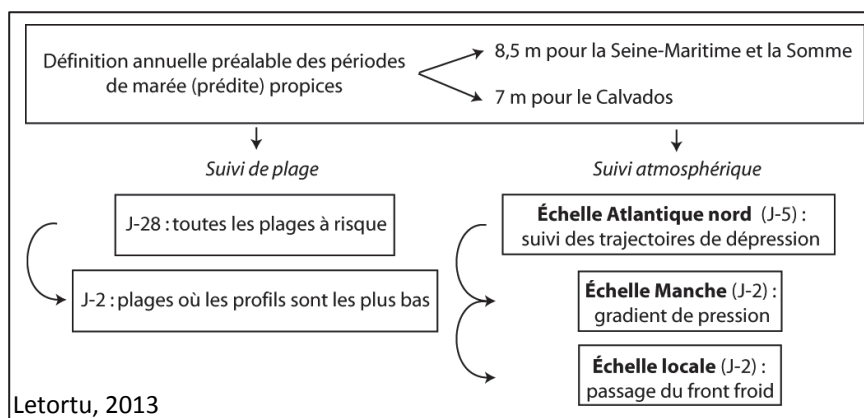 Définition annuelle préalable des périodes
de marée (prédite) propices
8,5 m pour la Seine-Maritime et la Somme
7 m pour le Calvados
Suivi de plage
Suivi atmosphérique
J-28 : toutes les plages à risque
J-2 : plages où les profils sont les plus bas
Échelle Atlantique nord (J-5) :
suivi des trajectoires de dépression
Échelle Manche (J-2) :
gradient de pression
Échelle locale (J-2) :
passage du front froid
Letortu, 2013